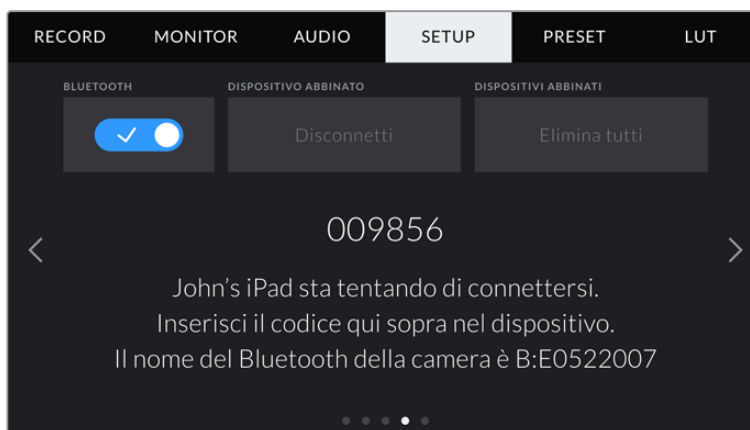 RECORD MONITOR AUDIO SETUP PRESET LUT
BLUETOOTH DISPOSITIVO ABBINATO DISPOSITIVI ABBINATI
Disconnetti Elimina tutti
009856
John's iPad sta tentando di connettersi.
Inserisci il codice qui sopra nel dispositivo.
Il nome del Bluetooth della camera è B:E0522007